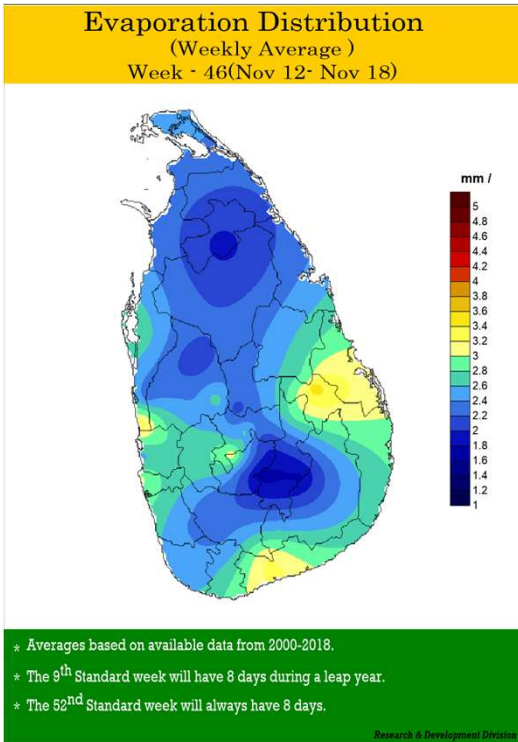 Evaporation Distribution
(Weekly Average )
Week - 46(Nov 12- Nov 18)
mm /
5
4.8
4.6
4.4
4.2
4
3.8
3.6
3.4
3.2
3
2.8
2.6
2.4
2.2
2
1.8
1.6
1.4
1.2
1
* Averages based on available data from 2000-2018.
* The 9th Standard week will have 8 days during a leap year.
* The 52nd Standard week will always have 8 days.
Research & Development Division